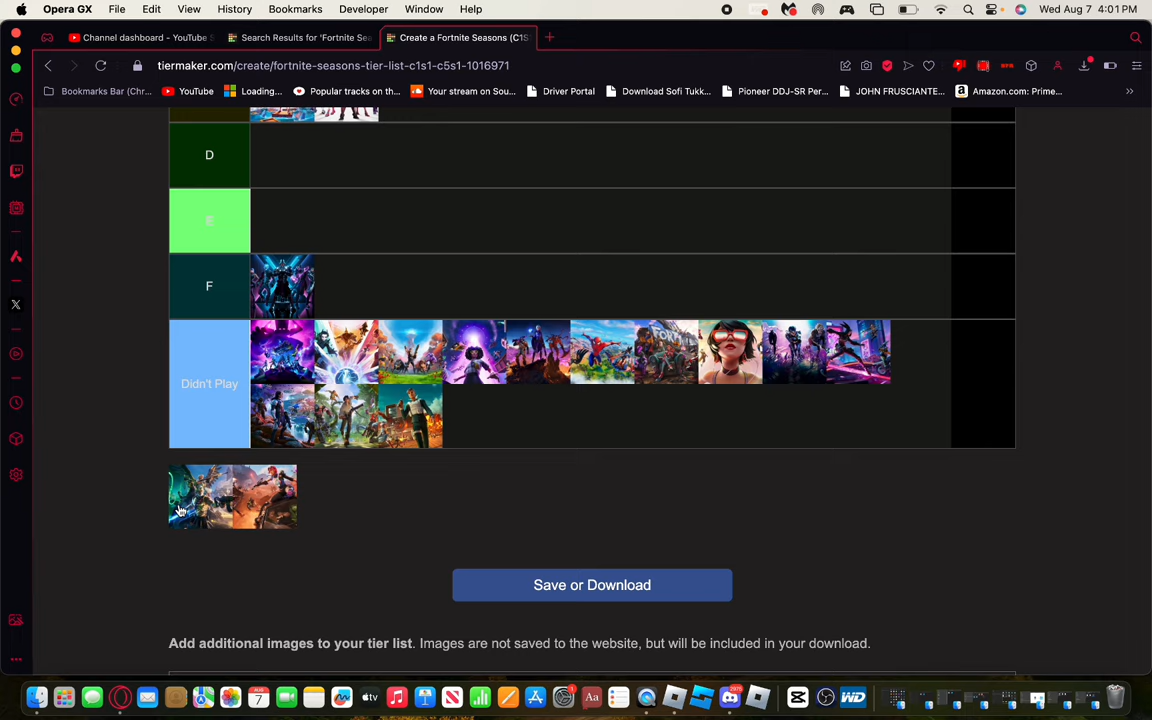 Opera GX File Edit View History Bookmarks Developer Window Help Wed Aug 7 4:01 PM
Channel dashboard - YouTube S Search Results for 'Fortnite Sea Create a Fortnite Seasons (C1S
tiermaker.com/create/fortnite-seasons-tier-list-c1s1-c5s1-1016971
Bookmarks Bar (Chr... YouTube Loading... Popular tracks on th... Your stream on Sou... Driver Portal Download Sofi Tukk... Pioneer DDJ-SR Per... JOHN FRUSCIANTE... Amazon.com: Prime... »
D
E
F
Didn't Play
Save or Download
Add additional images to your tier list. Images are not saved to the website, but will be included in your download.